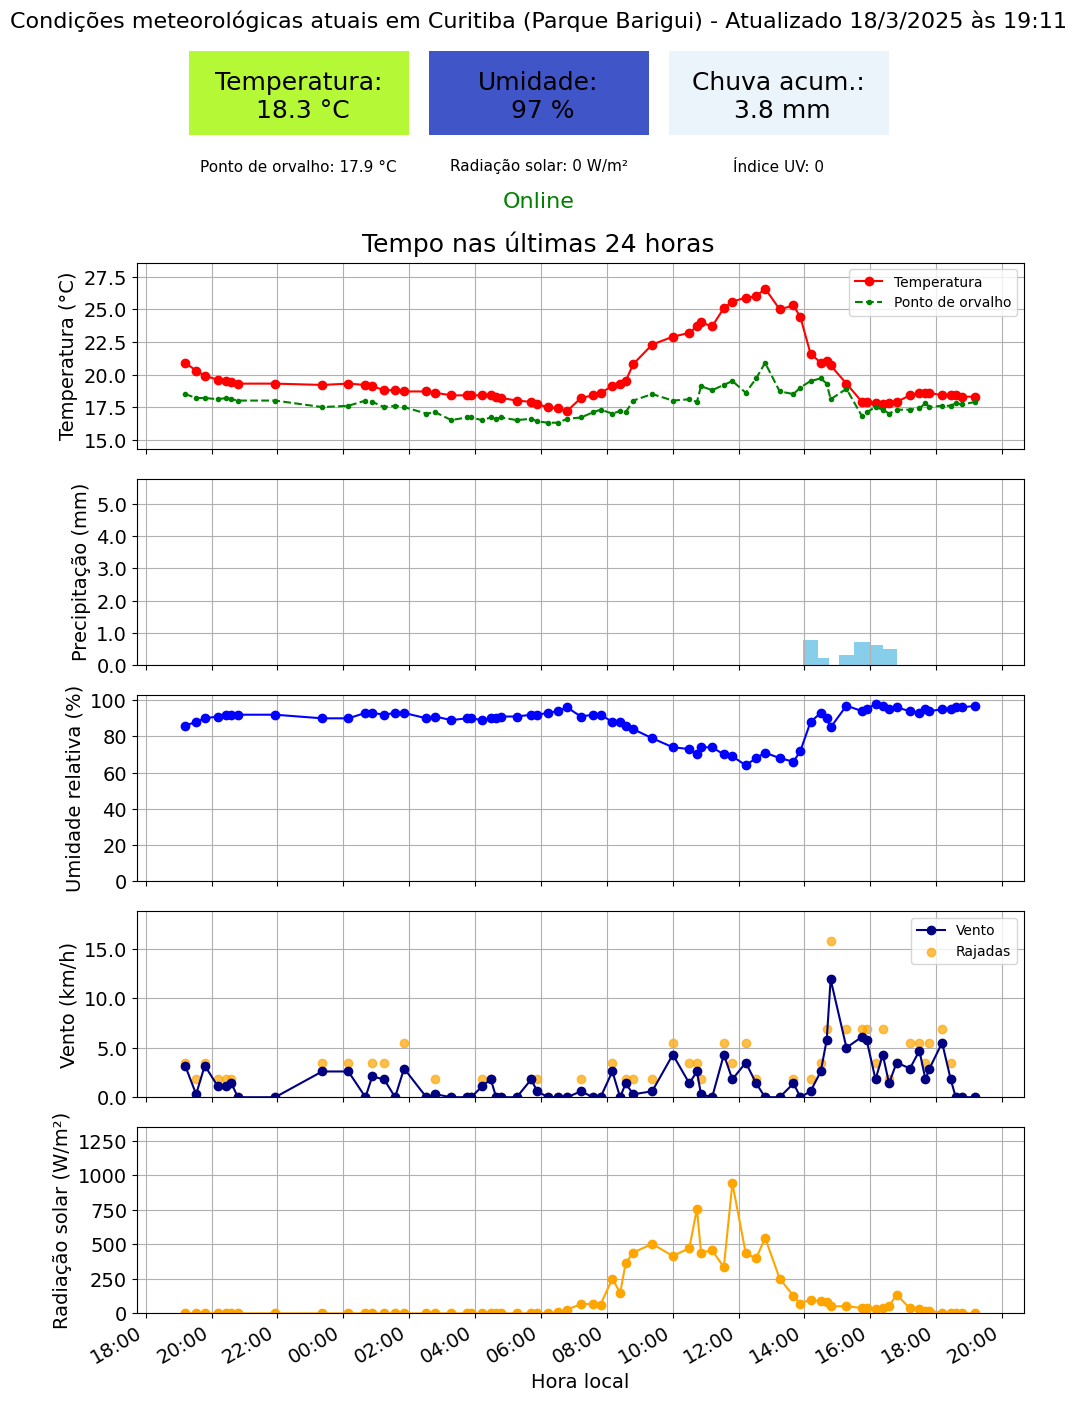 Condições meteorológicas atuais em Curitiba (Parque Barigui) - Atualizado 18/3/2025 às 19:11
Temperatura:
18.3 °C
Umidade:
97 %
Chuva acum.:
3.8 mm
Ponto de orvalho: 17.9 °C
Radiação solar: 0 W/m²
Índice UV: 0
Online
Tempo nas últimas 24 horas
Temperatura (°C)
27.5
25.0
22.5
20.0
17.5
15.0
Temperatura
Ponto de orvalho
Precipitação (mm)
5.0
4.0
3.0
2.0
1.0
0.0
Umidade relativa (%)
100
80
60
40
20
0
Vento (km/h)
15.0
10.0
5.0
0.0
Vento
Rajadas
Radiação solar (W/m²)
1250
1000
750
500
250
0
18:00
20:00
22:00
00:00
02:00
04:00
06:00
08:00
10:00
12:00
14:00
16:00
18:00
20:00
Hora local